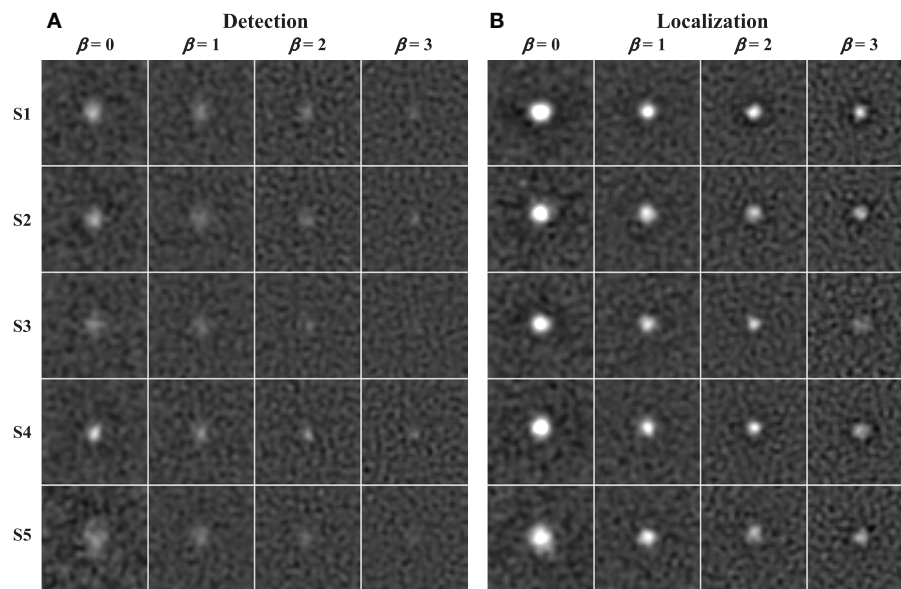 A Detection B Localization
β = 0 β = 1 β = 2 β = 3 β = 0 β = 1 β = 2 β = 3
S1
S2
S3
S4
S5